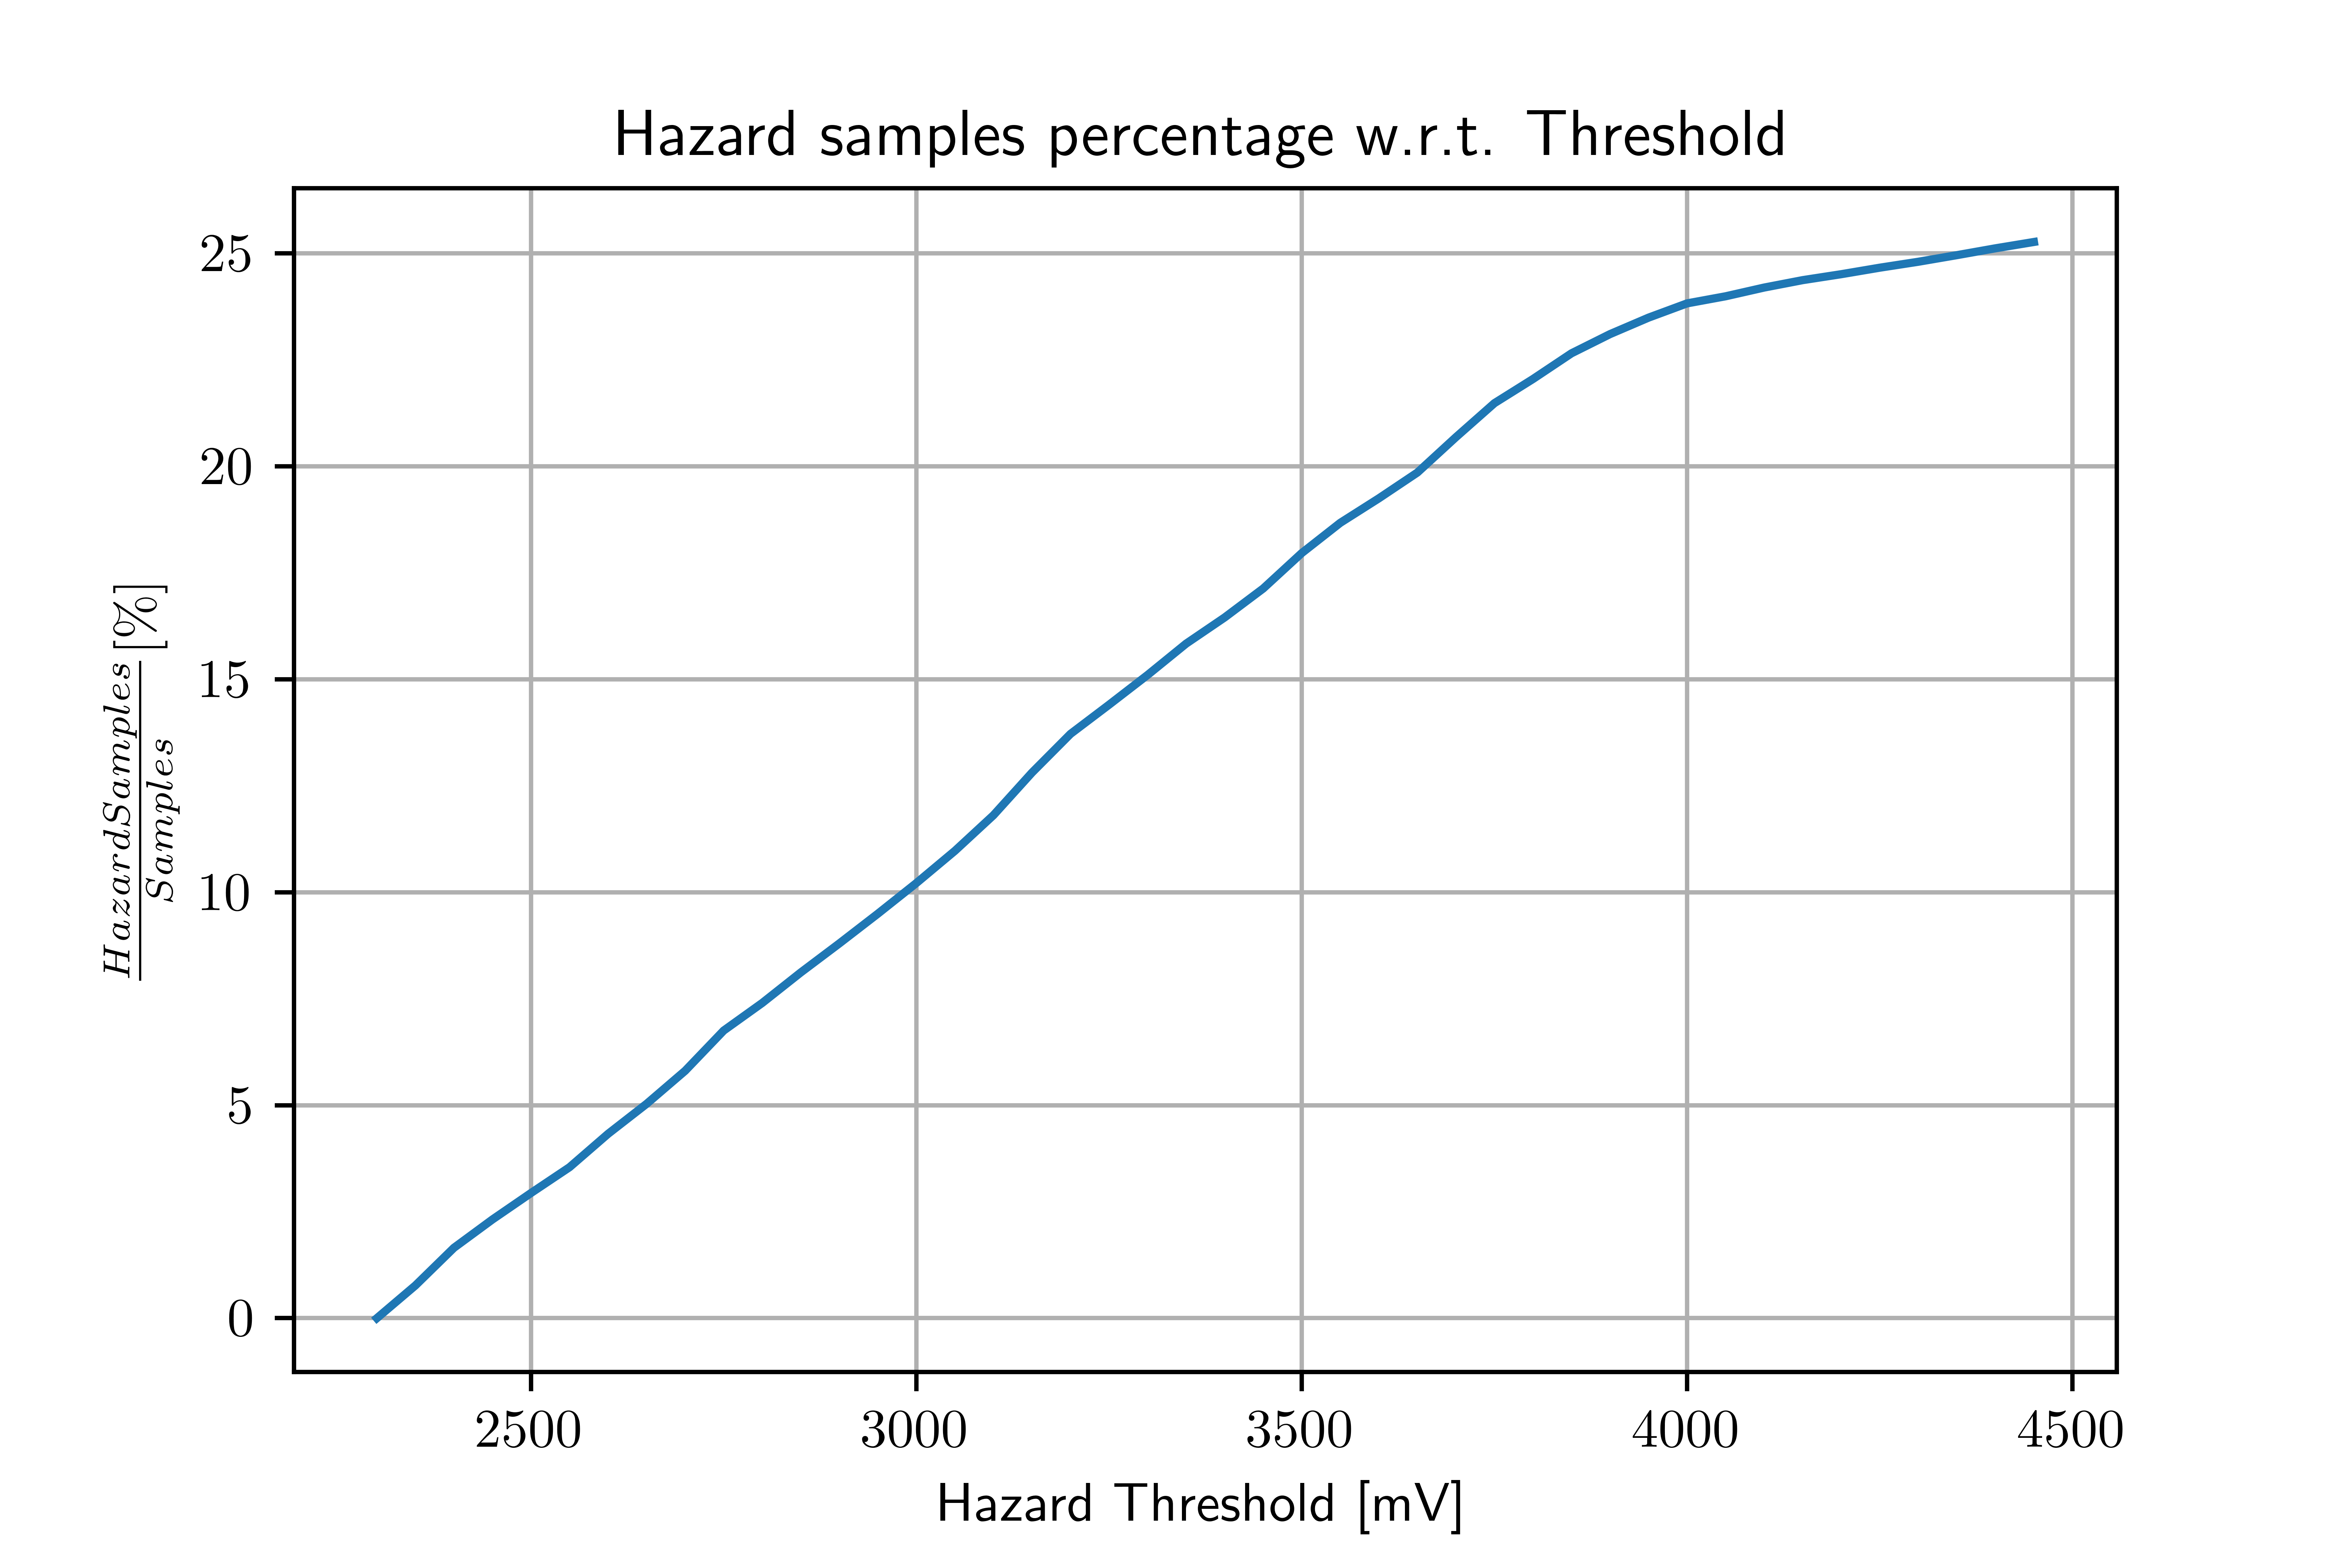 Hazard samples percentage w.r.t. Threshold
HazardSamples [%]
Samples
25
20
15
10
5
0
2500 3000 3500 4000 4500
Hazard Threshold [mV]